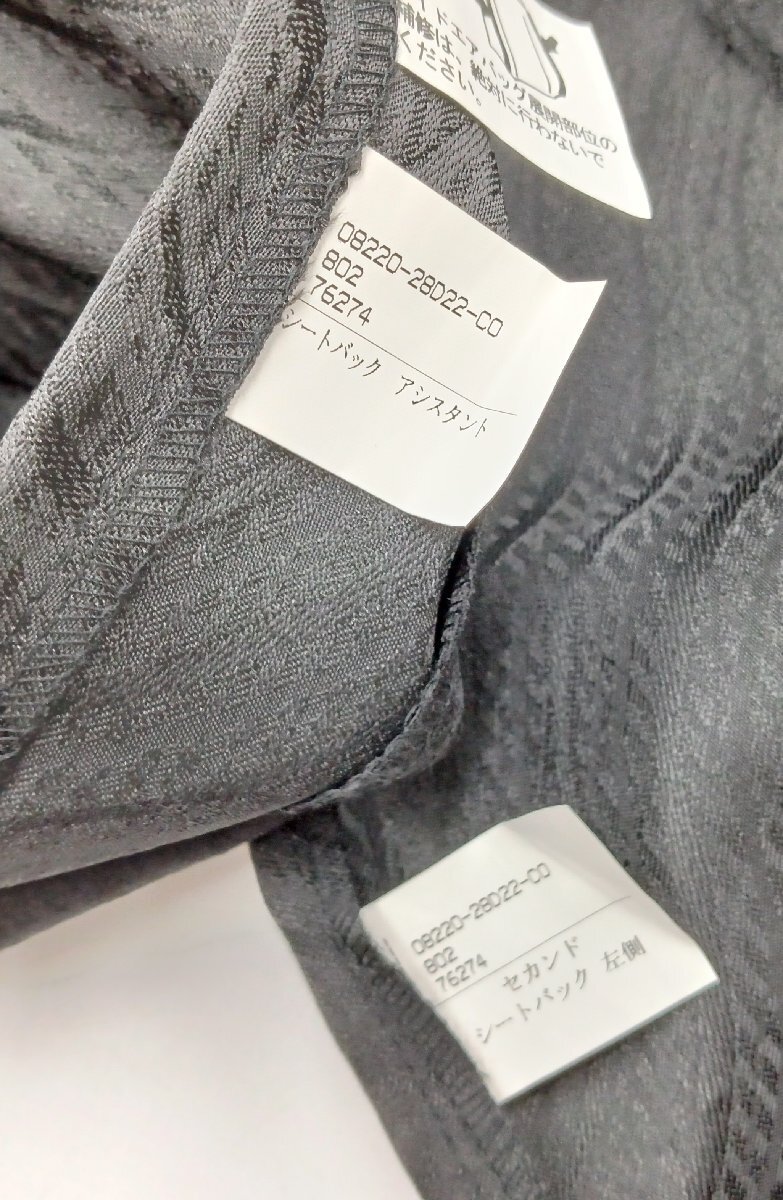 イドエアバッグ展開部位の
補修は、絶対に行わないで
ください。
08220-28D22-CO
802
76274
シートバック アシスタント
08220-28D22-CO
802
76274
セカンド
シートバック 左側